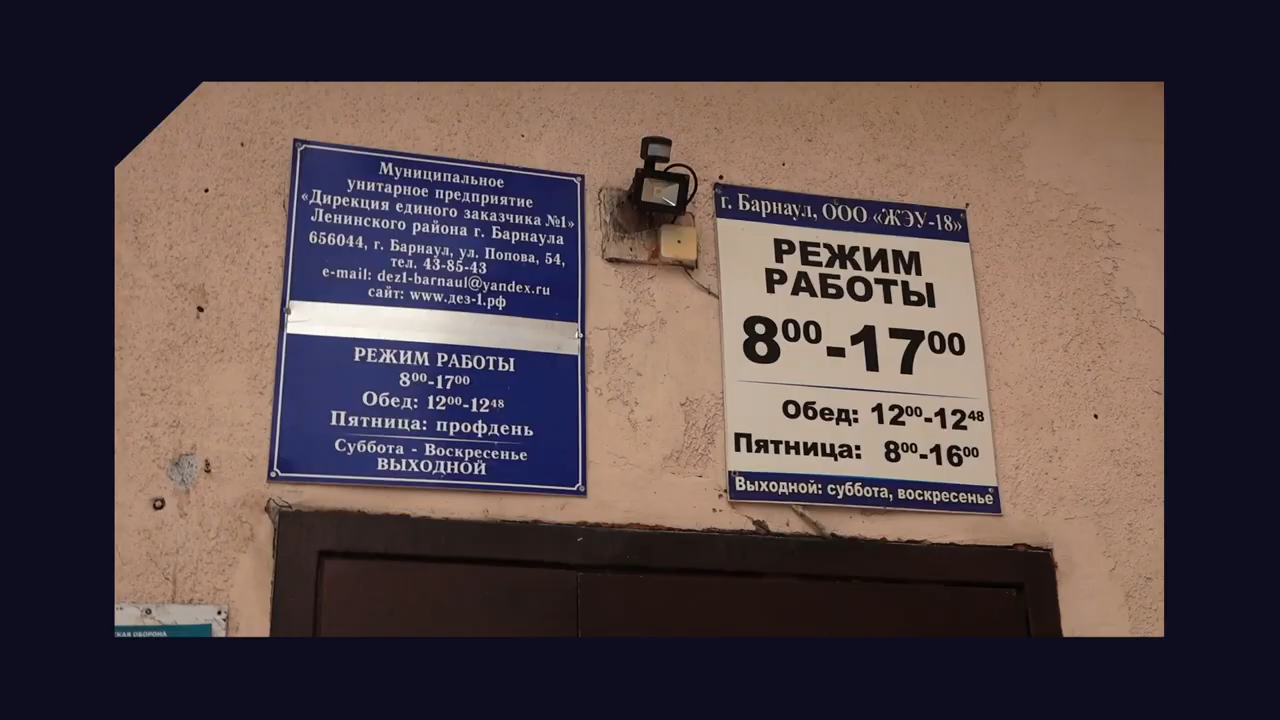 Муниципальное
унитарное предприятие
«Дирекция единого заказчика №1»
Ленинского района г. Барнаула
656044, г. Барнаул, ул. Попова, 54,
тел. 43-85-43
e-mail: dez1-barnaul@yandex.ru
сайт: www.дез-1.рф
РЕЖИМ РАБОТЫ
8⁰⁰-17⁰⁰
Обед: 12⁰⁰-12⁴⁸
Пятница: профдень
Суббота - Воскресенье
ВЫХОДНОЙ
г. Барнаул, ООО «ЖЭУ-18»
РЕЖИМ
РАБОТЫ
8⁰⁰-17⁰⁰
Обед: 12⁰⁰-12⁴⁸
Пятница: 8⁰⁰-16⁰⁰
Выходной: суббота, воскресенье
ОБОРОНА